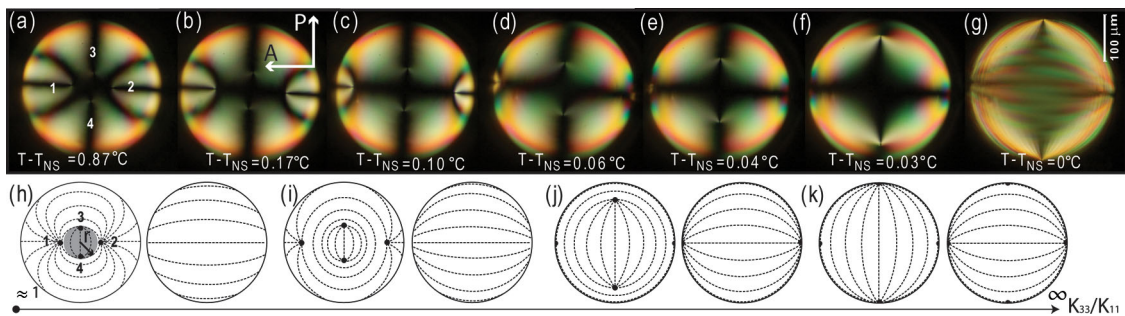 (a) (b) (c) (d) (e) (f) (g)
P
A
100 μm
3
1 2
4
T-T_NS=0.87°C T-T_NS=0.17°C T-T_NS=0.10°C T-T_NS=0.06°C T-T_NS=0.04°C T-T_NS=0.03°C T-T_NS=0°C
(h) (i) (j) (k)
3
1 r 2
4
≈1 ∞ K₃₃/K₁₁